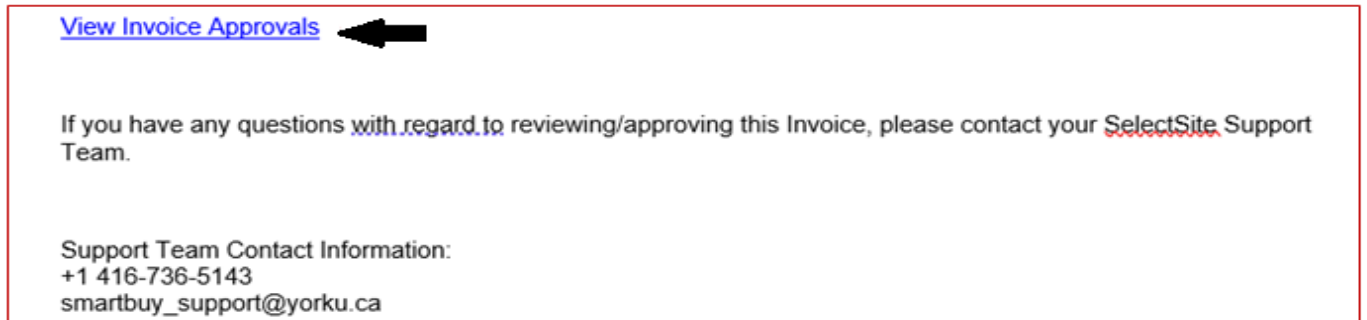 View Invoice Approvals
If you have any questions with regard to reviewing/approving this Invoice, please contact your SelectSite Support
Team.
Support Team Contact Information:
+1 416-736-5143
smartbuy_support@yorku.ca